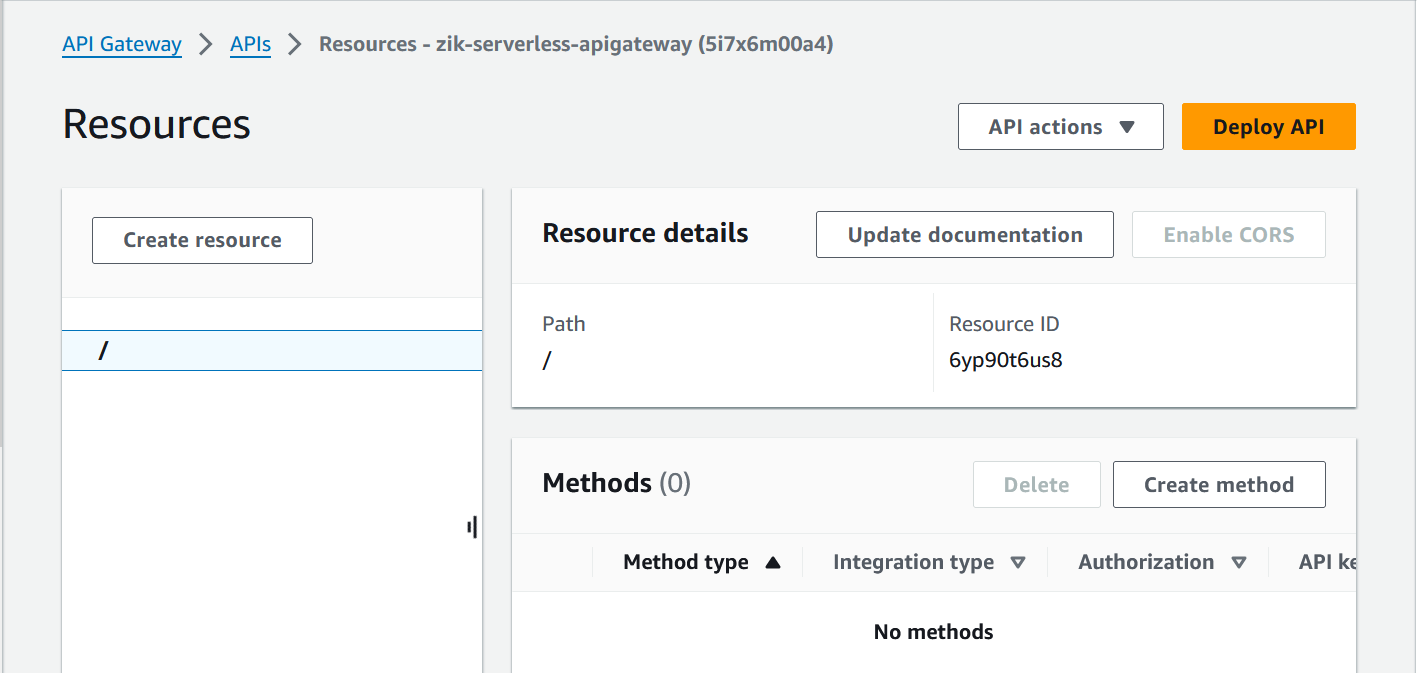 API Gateway > APIs > Resources - zik-serverless-apigateway (5i7x6m00a4)
Resources
API actions ▼ Deploy API
Create resource
/
Resource details Update documentation Enable CORS
Path Resource ID
/ 6yp90t6us8
Methods (0) Delete Create method
Method type ▲ Integration type ▽ Authorization ▽ API ke
No methods